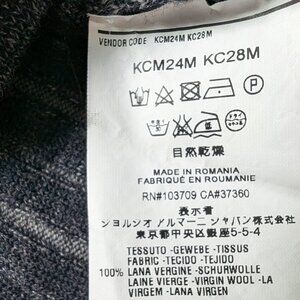 VENDOR CODE KCM24M KC28M
KCM24M KC28M
P
自然乾燥
MADE IN ROMANIA
FABRIQUÉ EN ROUMANIE
RN#103709 CA#37360
表示者
ジョルジオ アルマーニ ジャパン株式会社
東京都中央区銀座5-5-4
TESSUTO -GEWEBE -TISSUS
FABRIC -TECIDO -TEJIDO
100% LANA VERGINE -SCHURWOLLE
LAINE VIERGE -VIRGIN WOOL -LA
VIRGEM -LANA VIRGEN